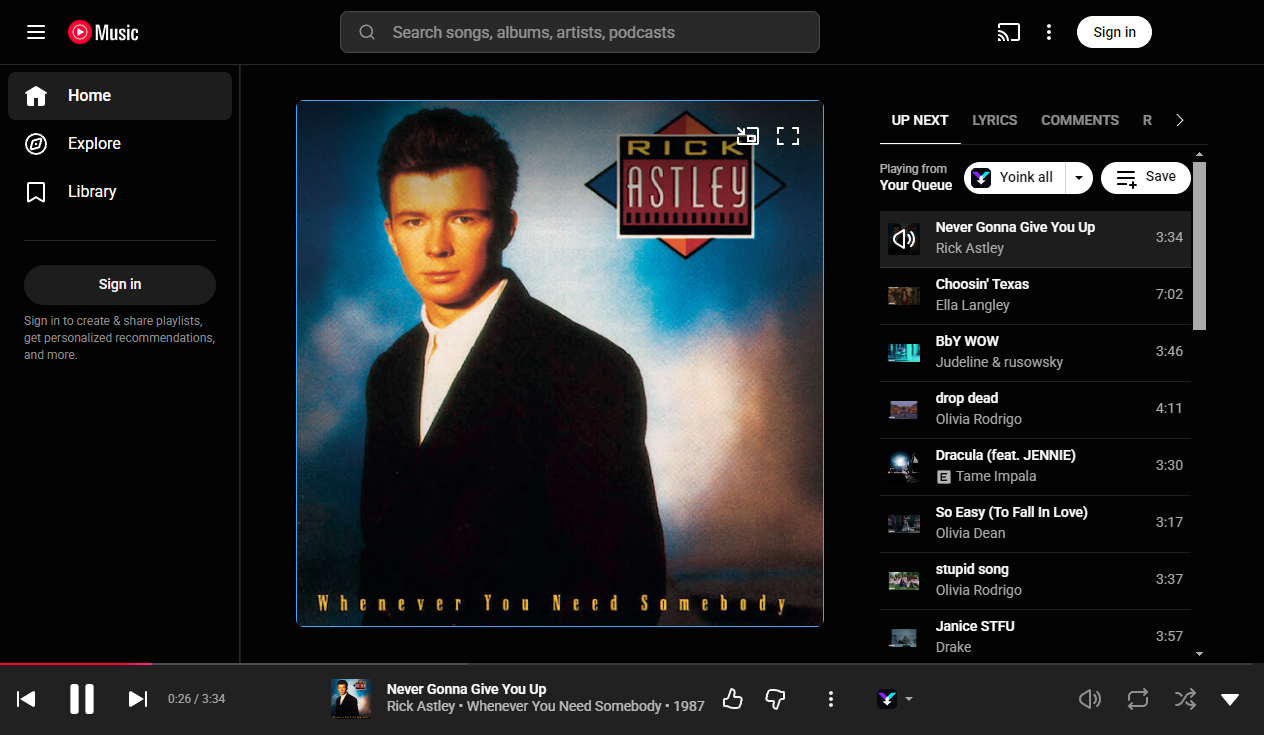 Music
Search songs, albums, artists, podcasts
Sign in
Home
Explore
Library
Sign in
Sign in to create & share playlists,
get personalized recommendations,
and more.
RICK
ASTLEY
Whenever You Need Somebody
UP NEXT
LYRICS
COMMENTS
R
Playing from
Your Queue
Yoink all
Save
Never Gonna Give You Up
Rick Astley
3:34
Choosin' Texas
Ella Langley
7:02
BbY WOW
Judeline & rusowsky
3:46
drop dead
Olivia Rodrigo
4:11
Dracula (feat. JENNIE)
E Tame Impala
3:30
So Easy (To Fall In Love)
Olivia Dean
3:17
stupid song
Olivia Rodrigo
3:37
Janice STFU
Drake
3:57
0:26 / 3:34
Never Gonna Give You Up
Rick Astley • Whenever You Need Somebody • 1987